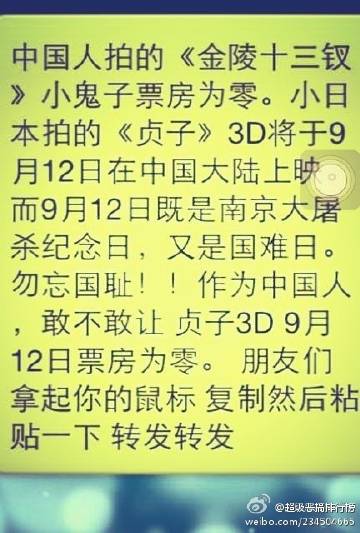 中国人拍的《金陵十三钗
》小鬼子票房为零。小日
本拍的《贞子》3D将于9
月12日在中国大陆上映
而9月12日既是南京大屠
杀纪念日，又是国难日。
勿忘国耻！！作为中国人
，敢不敢让 贞子3D 9月
12日票房为零。 朋友们
拿起你的鼠标 复制然后粘
贴一下 转发转发
@超级恶搞排行榜
weibo.com/234504665